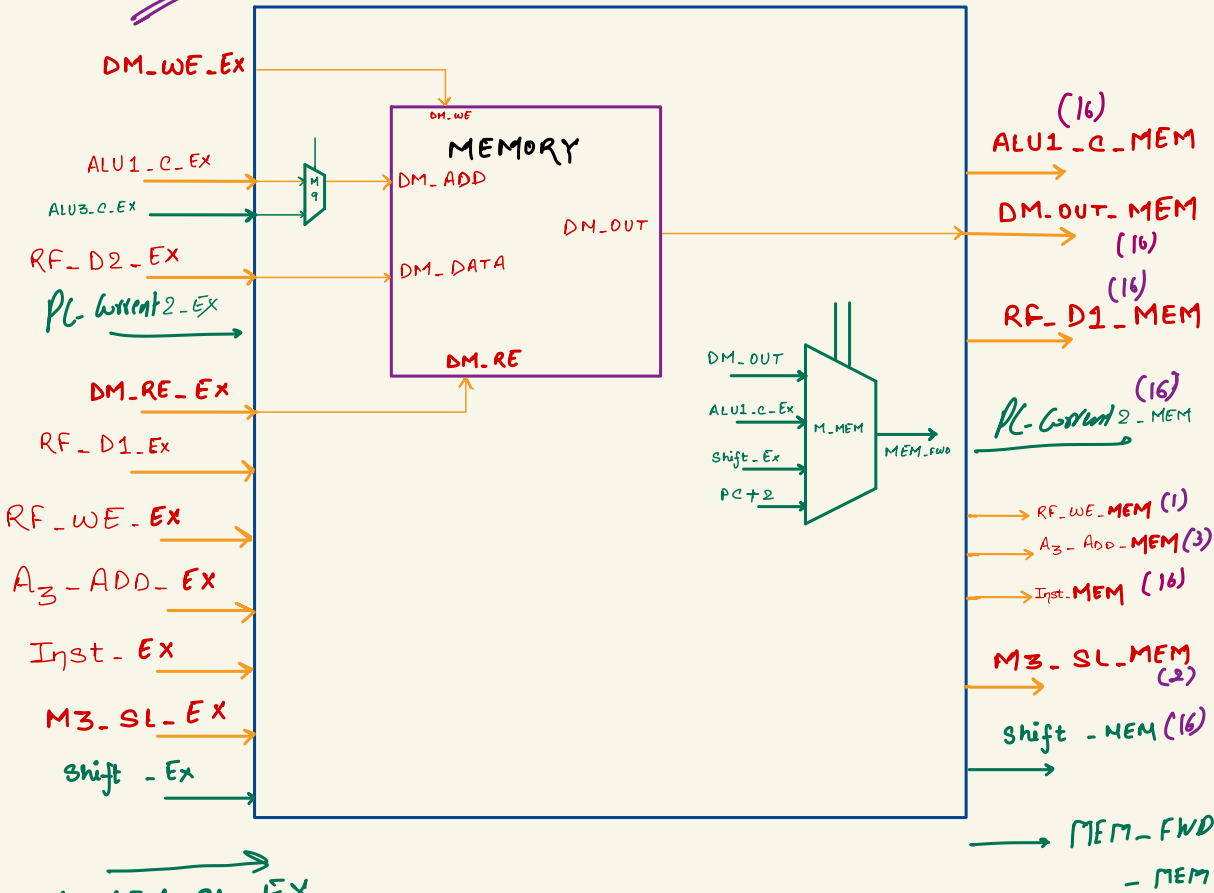 DM_WE_Ex
ALU1_C_Ex
ALU3_C_Ex
RF_D2_Ex
PC_Current2_Ex
DM_RE_Ex
RF_D1_Ex
RF_WE_Ex
A3_ADD_Ex
Inst_Ex
M3_SL_Ex
Shift_Ex
SL_EX
M
9
DM_WE
MEMORY
DM_ADD
DM_OUT
DM_DATA
DM_RE
DM_OUT
ALU1_C_Ex
Shift_Ex
PC+2
M_MEM
MEM_FWD
(16)
ALU1_C_MEM
DM_OUT_MEM
(16)
(16)
RF_D1_MEM
(16)
PC_Current2_MEM
RF_WE_MEM (1)
A3_ADD_MEM (3)
Inst_MEM (16)
M3_SL_MEM
(2)
Shift_MEM (16)
MEM_FWD
_MEM